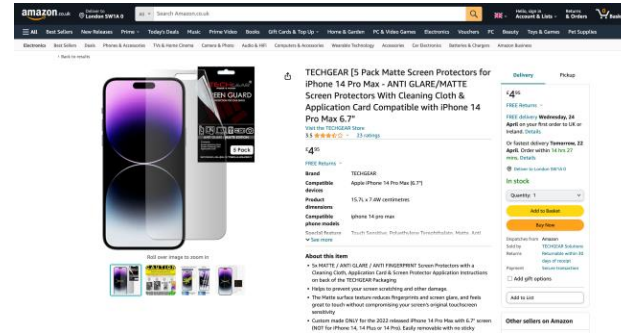 amazon.co.uk
Deliver to
London SW1A 0
All
Search Amazon.co.uk
Hello, sign in
Account & Lists
Returns
& Orders
All
Best Sellers
New Releases
Prime
Today's Deals
Music
Prime Video
Books
Gift Cards & Top Up
Home & Garden
PC & Video Games
Electronics
Vouchers
PC
Beauty
Toys & Games
Pet Supplies
Electronics
Best Sellers
Deals
Phones & Accessories
TV & Home Cinema
Camera & Photo
Audio & HiFi
Computers & Accessories
Wearable Technology
Accessories
Car Electronics
Batteries & Chargers
Amazon Business
‹ Back to results
TECHGEAR
SCREEN GUARD
5 Pack
Roll over image to zoom in
TECHGEAR [5 Pack Matte Screen Protectors for
iPhone 14 Pro Max - ANTI GLARE/MATTE
Screen Protectors With Cleaning Cloth &
Application Card Compatible with iPhone 14
Pro Max 6.7"
Visit the TECHGEAR Store
3.5
23 ratings
£4⁹⁵
FREE Returns
Brand TECHGEAR
Compatible devices Apple iPhone 14 Pro Max (6.7")
Product dimensions 15.7L x 7.4W centimetres
Compatible phone models iphone 14 pro max
Special feature Touch Sensitive,
See more
About this item
• 5x MATTE / ANTI GLARE / ANTI FINGERPRINT Screen Protectors with a
Cleaning Cloth, Application Card & Screen Protector Application Instructions
on back of the TECHGEAR Packaging
• Helps to prevent your screen scratching and other damage.
• The Matte surface texture reduces fingerprints and screen glare, and feels
great to touch without compromising your screen's original touchscreen
sensitivity
• Custom made ONLY for the 2022 released iPhone 14 Pro Max with 6.7" screen
(NOT for iPhone 14, 14 Plus or 14 Pro). Easily removable with no sticky
Delivery
Pickup
£4⁹⁵
FREE Returns
FREE delivery Wednesday, 24
April on your first order to UK or
Ireland. Details
Or fastest delivery Tomorrow, 22
April. Order within 14 hrs 27
mins. Details
Deliver to London SW1A 0
In stock
Quantity: 1
Add to Basket
Buy Now
Dispatches from Amazon
Sold by TECHGEAR Solutions
Returns Returnable within 30
days of receipt
Payment Secure transaction
Add gift options
Add to List
Other sellers on Amazon